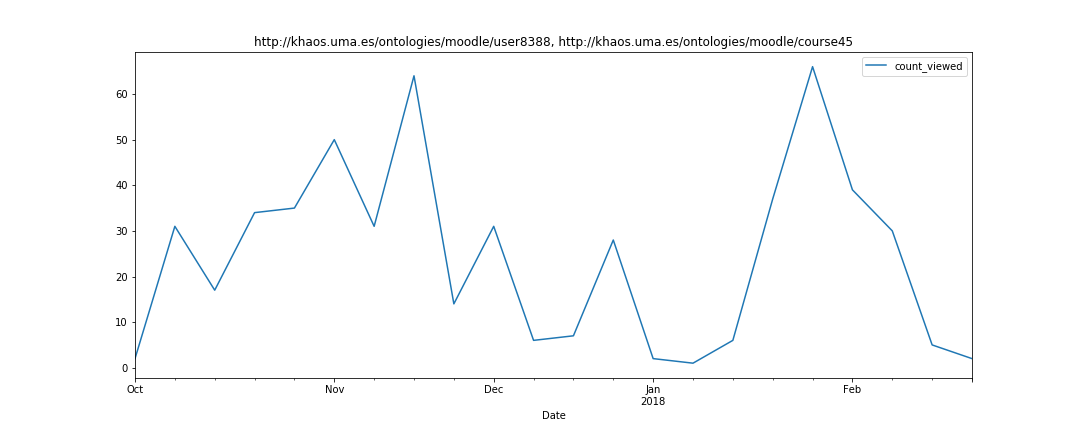 http://khaos.uma.es/ontologies/moodle/user8388, http://khaos.uma.es/ontologies/moodle/course45
count_viewed
60
50
40
30
20
10
0
Oct
Nov
Dec
Jan
2018
Feb
Date